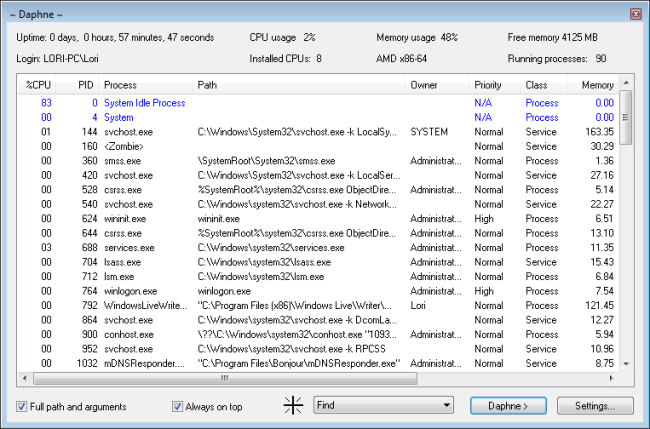 ~ Daphne ~
Uptime: 0 days, 0 hours, 57 minutes, 47 seconds CPU usage 2% Memory usage 48% Free memory 4125 MB
Login: LORI-PC\Lori Installed CPUs: 8 AMD x86-64 Running processes: 90
%CPU PID Process Path Owner Priority Class Memory
83 0 System Idle Process N/A Process 0.00
00 4 System N/A Process 0.00
01 144 svchost.exe C:\Windows\System32\svchost.exe -k LocalSy... SYSTEM Normal Service 163.35
00 160 <Zombie> Normal Service 30.29
00 360 smss.exe \SystemRoot\System32\smss.exe Administrat... Normal Process 1.36
00 420 svchost.exe C:\Windows\system32\svchost.exe -k LocalSer... Normal Service 27.16
00 528 csrss.exe %SystemRoot%\system32\csrss.exe ObjectDire... Administrat... Normal Process 5.14
00 540 svchost.exe C:\Windows\system32\svchost.exe -k Network... Normal Service 22.27
00 624 wininit.exe wininit.exe Administrat... High Process 6.51
00 644 csrss.exe %SystemRoot%\system32\csrss.exe ObjectDire... Administrat... Normal Process 13.10
03 688 services.exe C:\Windows\system32\services.exe Administrat... Normal Process 11.35
00 704 lsass.exe C:\Windows\system32\lsass.exe Administrat... Normal Service 15.43
00 712 lsm.exe C:\Windows\system32\lsm.exe Administrat... Normal Process 6.84
00 764 winlogon.exe winlogon.exe Administrat... High Process 7.54
00 792 WindowsLiveWrite... "C:\Program Files (x86)\Windows Live\Writer\... Lori Normal Process 121.45
00 864 svchost.exe C:\Windows\system32\svchost.exe -k DcomLa... Normal Service 12.27
00 900 conhost.exe \??\C:\Windows\system32\conhost.exe "1093... Administrat... Normal Process 5.94
00 952 svchost.exe C:\Windows\system32\svchost.exe -k RPCSS Normal Service 10.96
00 1032 mDNSResponder.... "C:\Program Files\Bonjour\mDNSResponder.exe" Administrat... Normal Service 8.75
Full path and arguments Always on top Find Daphne > Settings...